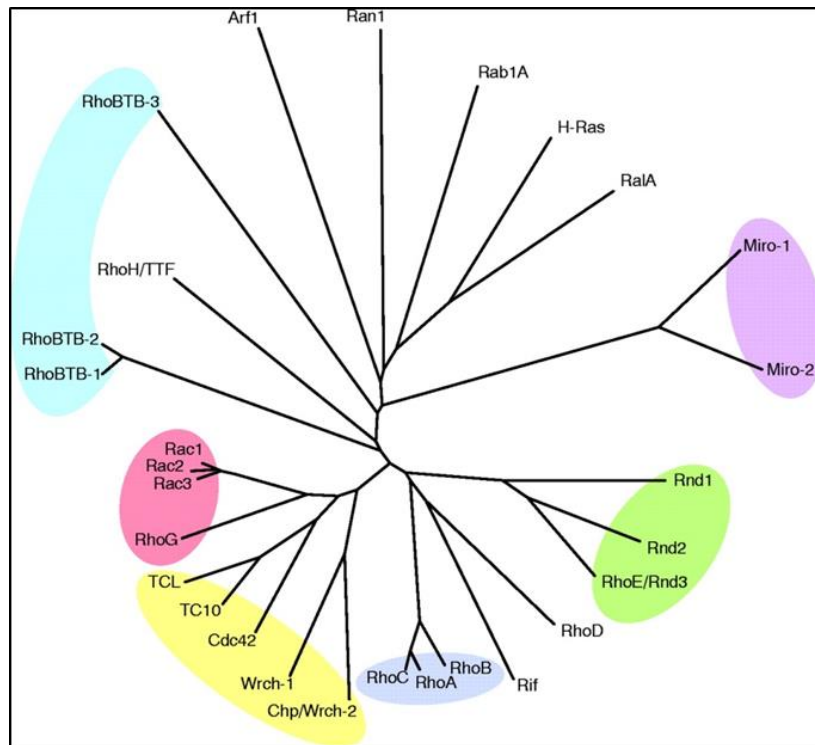 Arf1
Ran1
Rab1A
RhoBTB-3
H-Ras
RalA
Miro-1
RhoH/TTF
RhoBTB-2
Miro-2
RhoBTB-1
Rac1
Rac2
Rac3
Rnd1
RhoG
Rnd2
TCL
RhoE/Rnd3
TC10
RhoD
Cdc42
RhoB
RhoC
RhoA
Wrch-1
Rif
Chp/Wrch-2